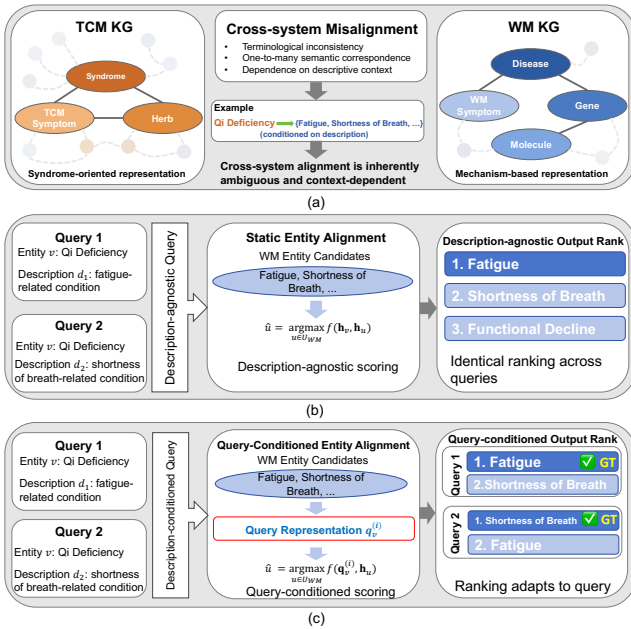 TCM KG
Syndrome
TCM
Symptom
Herb
Syndrome-oriented representation
Cross-system Misalignment
• Terminological inconsistency
• One-to-many semantic correspondence
• Dependence on descriptive context
Example
Qi Deficiency {Fatigue, Shortness of Breath, ...}
(conditioned on description)
Cross-system alignment is inherently
ambiguous and context-dependent
WM KG
Disease
WM
Symptom
Gene
Molecule
Mechanism-based representation
(a)
Query 1
Entity v: Qi Deficiency
Description d₁: fatigue-
related condition
Query 2
Entity v: Qi Deficiency
Description d₂: shortness
of breath-related condition
Description-agnostic Query
Static Entity Alignment
WM Entity Candidates
Fatigue, Shortness of
Breath, ...
û = argmax f(h_v, h_u)
u∈U_WM
Description-agnostic scoring
Description-agnostic Output Rank
1. Fatigue
2. Shortness of Breath
3. Functional Decline
Identical ranking across
queries
(b)
Query 1
Entity v: Qi Deficiency
Description d₁: fatigue-
related condition
Query 2
Entity v: Qi Deficiency
Description d₂: shortness
of breath-related condition
Description-conditioned Query
Query-Conditioned Entity Alignment
WM Entity Candidates
Fatigue, Shortness of
Breath, ...
Query Representation q_v^(i)
û = argmax f(q_v^(i), h_u)
u∈U_WM
Query-conditioned scoring
Query-conditioned Output Rank
Query 1
1. Fatigue ✅ GT
2.Shortness of Breath
Query 2
1. Shortness of Breath ✅ GT
2. Fatigue
Ranking adapts to query
(c)